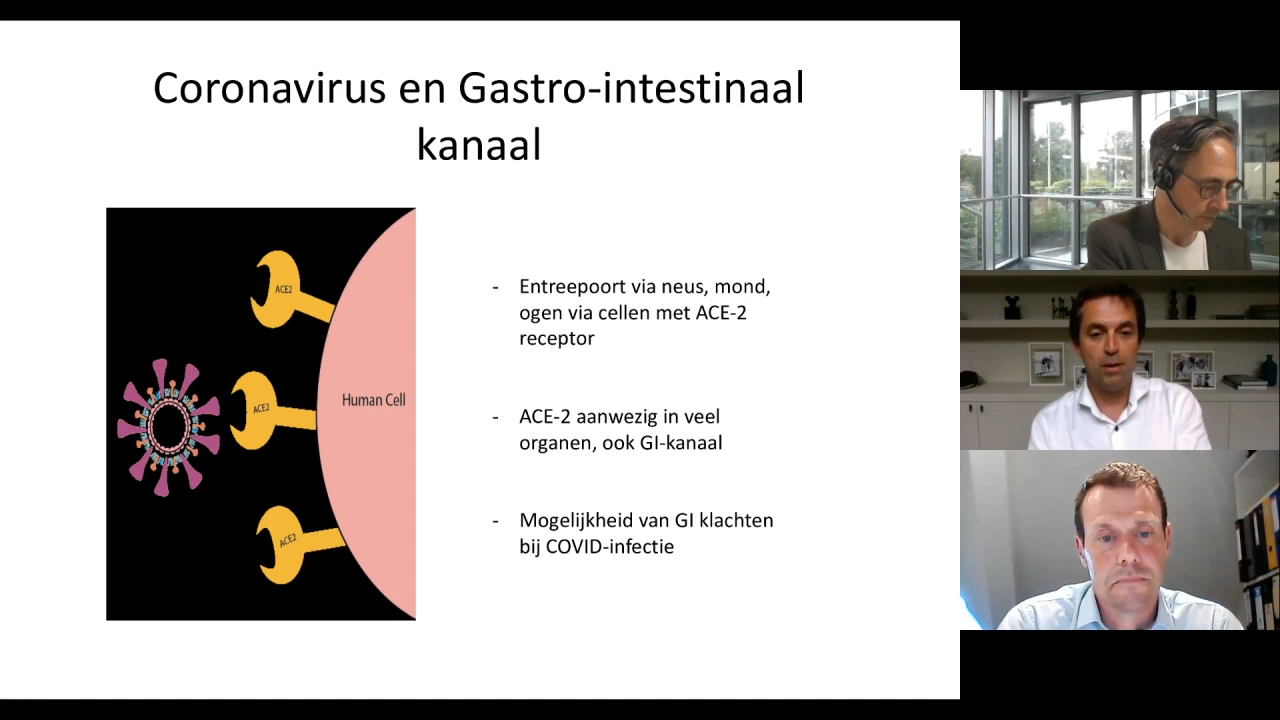 Coronavirus en Gastro-intestinaal
kanaal
ACE2
ACE2
ACE2
Human Cell
- Entreepoort via neus, mond,
ogen via cellen met ACE-2
receptor
- ACE-2 aanwezig in veel
organen, ook GI-kanaal
- Mogelijkheid van GI klachten
bij COVID-infectie